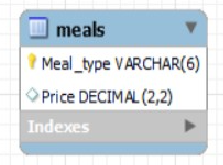 meals
Meal_type VARCHAR(6)
Price DECIMAL(2,2)
Indexes